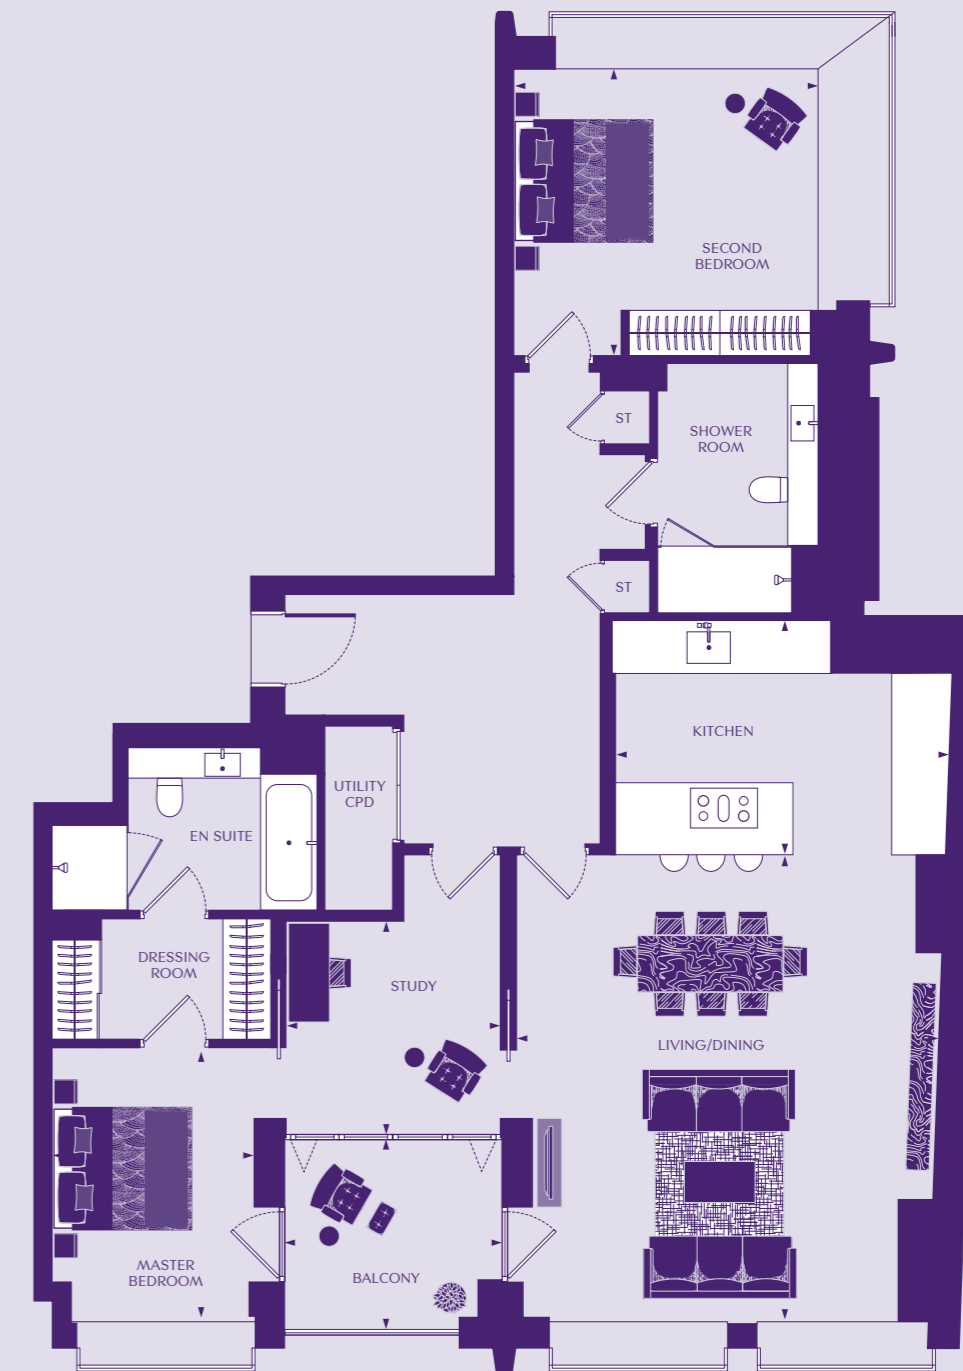 SECOND
BEDROOM
ST
SHOWER
ROOM
ST
KITCHEN
UTILITY
CPD
EN SUITE
DRESSING
ROOM
STUDY
LIVING/DINING
MASTER
BEDROOM
BALCONY